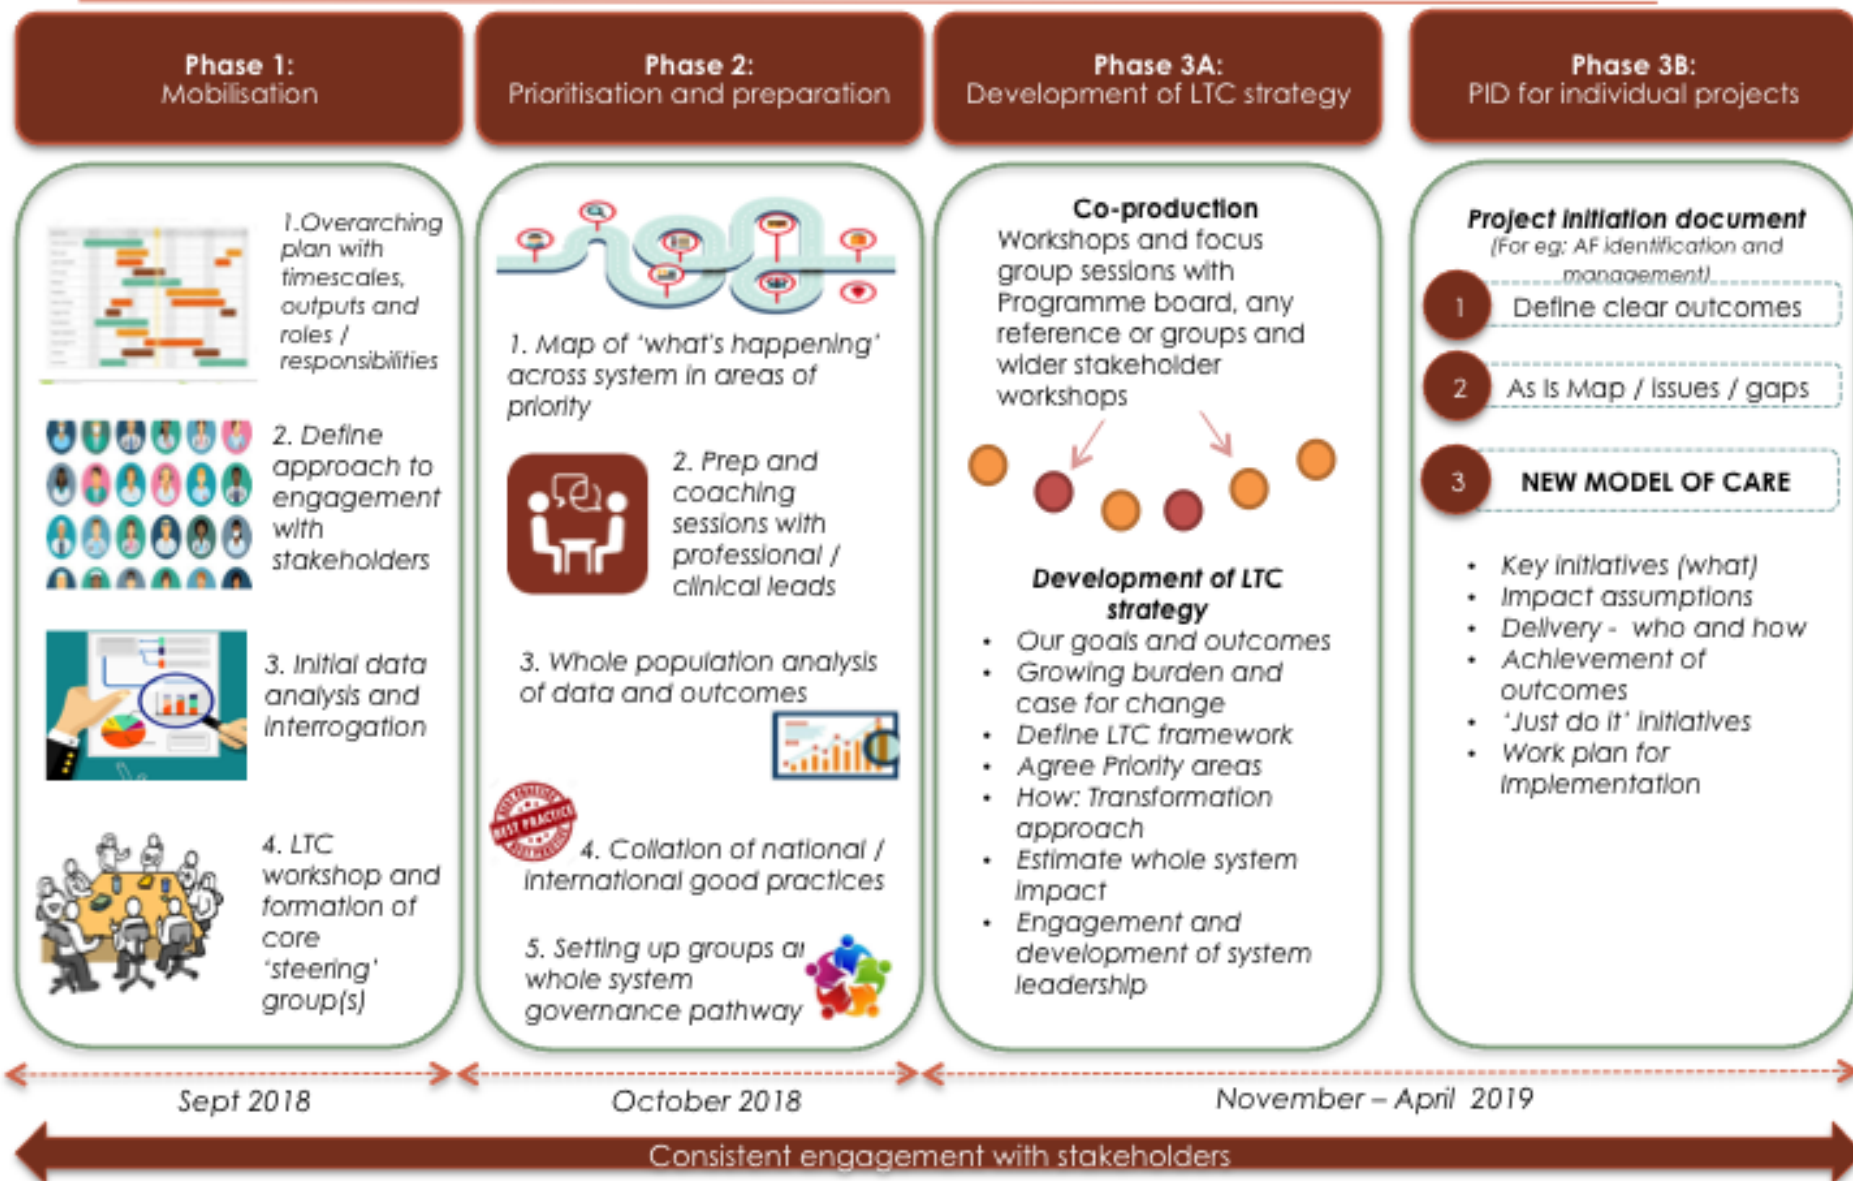 Phase 1:
Mobilisation
Phase 2:
Prioritisation and preparation
Phase 3A:
Development of LTC strategy
Phase 3B:
PID for individual projects
1.Overarching
plan with
timescales,
outputs and
roles /
responsibilities
2. Define
approach to
engagement
with
stakeholders
3. Initial data
analysis and
interrogation
4. LTC
workshop and
formation of
core
‘steering’
group(s)
1. Map of ‘what's happening’
across system in areas of
priority
2. Prep and
coaching
sessions with
professional /
clinical leads
3. Whole population analysis
of data and outcomes
BEST PRACTICE
4. Collation of national /
international good practices
5. Setting up groups
whole system
governance pathway
Co-production
Workshops and focus
group sessions with
Programme board, any
reference or groups and
wider stakeholder
workshops
Development of LTC
strategy
• Our goals and outcomes
• Growing burden and
case for change
• Define LTC framework
• Agree Priority areas
• How: Transformation
approach
• Estimate whole system
impact
• Engagement and
development of system
leadership
Project initiation document
(For eg: AF identification and
management)
1 Define clear outcomes
2 As Is Map / issues / gaps
3 NEW MODEL OF CARE
• Key initiatives (what)
• Impact assumptions
• Delivery - who and how
• Achievement of
outcomes
• ‘Just do it’ initiatives
• Work plan for
implementation
Sept 2018
October 2018
November – April 2019
Consistent engagement with stakeholders